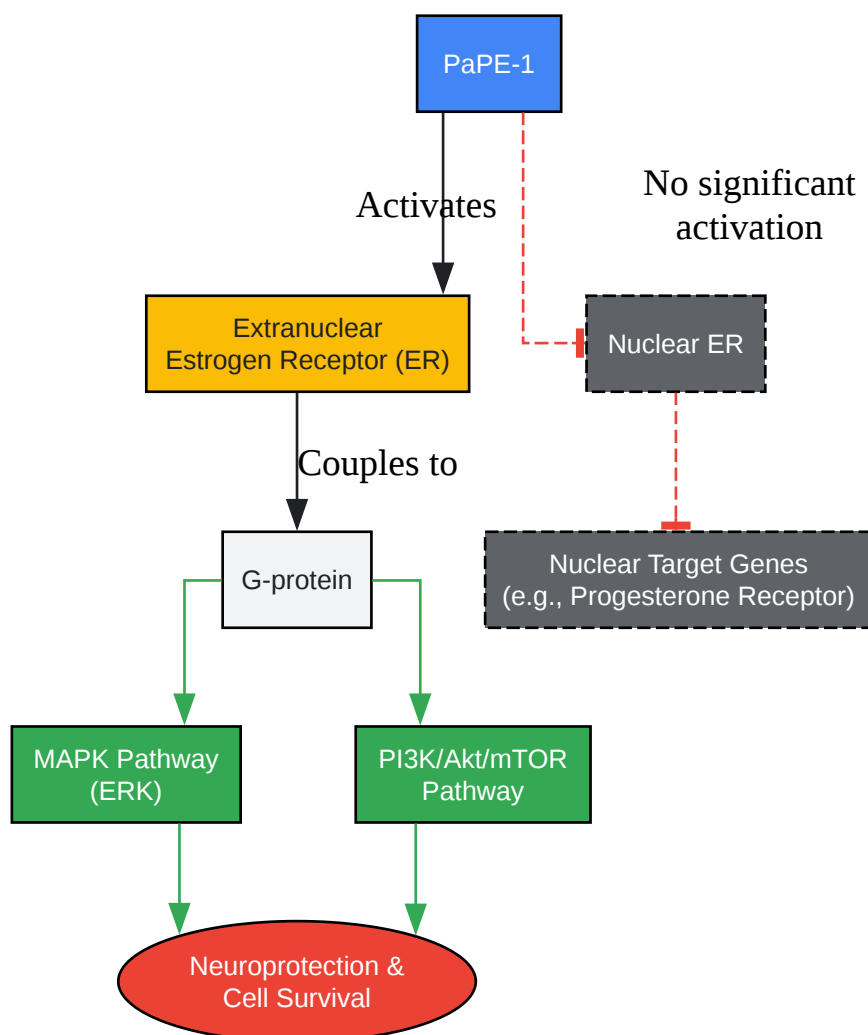 PaPE-1
No significant
activation
Activates
Extranuclear
Estrogen Receptor (ER)
Nuclear ER
Couples to
G-protein
Nuclear Target Genes
(e.g., Progesterone Receptor)
MAPK Pathway
(ERK)
PI3K/Akt/mTOR
Pathway
Neuroprotection &
Cell Survival